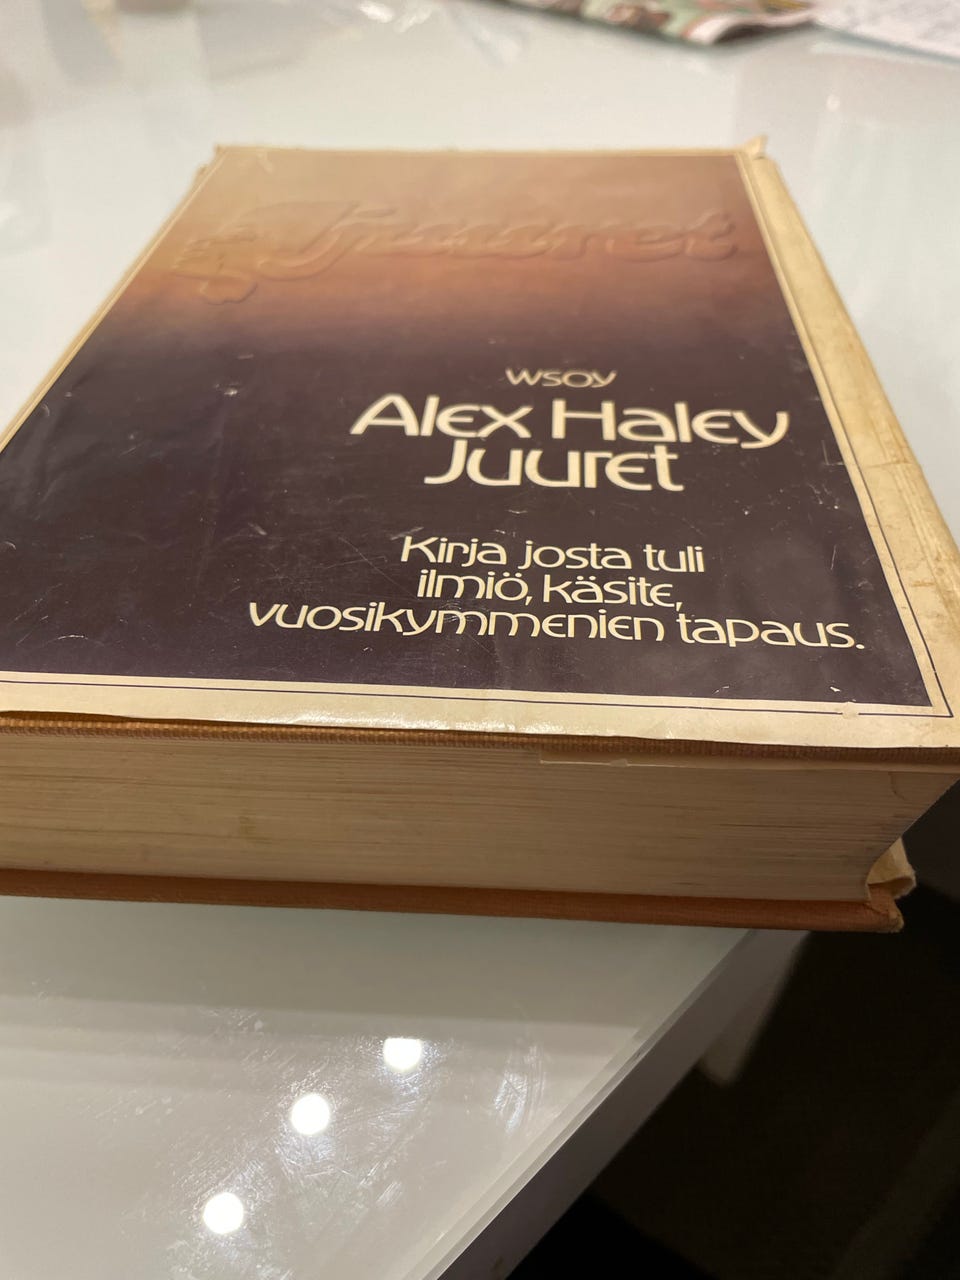 Juuret
WSOY
Alex Haley
Juuret
Kirja josta tuli
ilmiö, käsite,
vuosikymmenien tapaus.